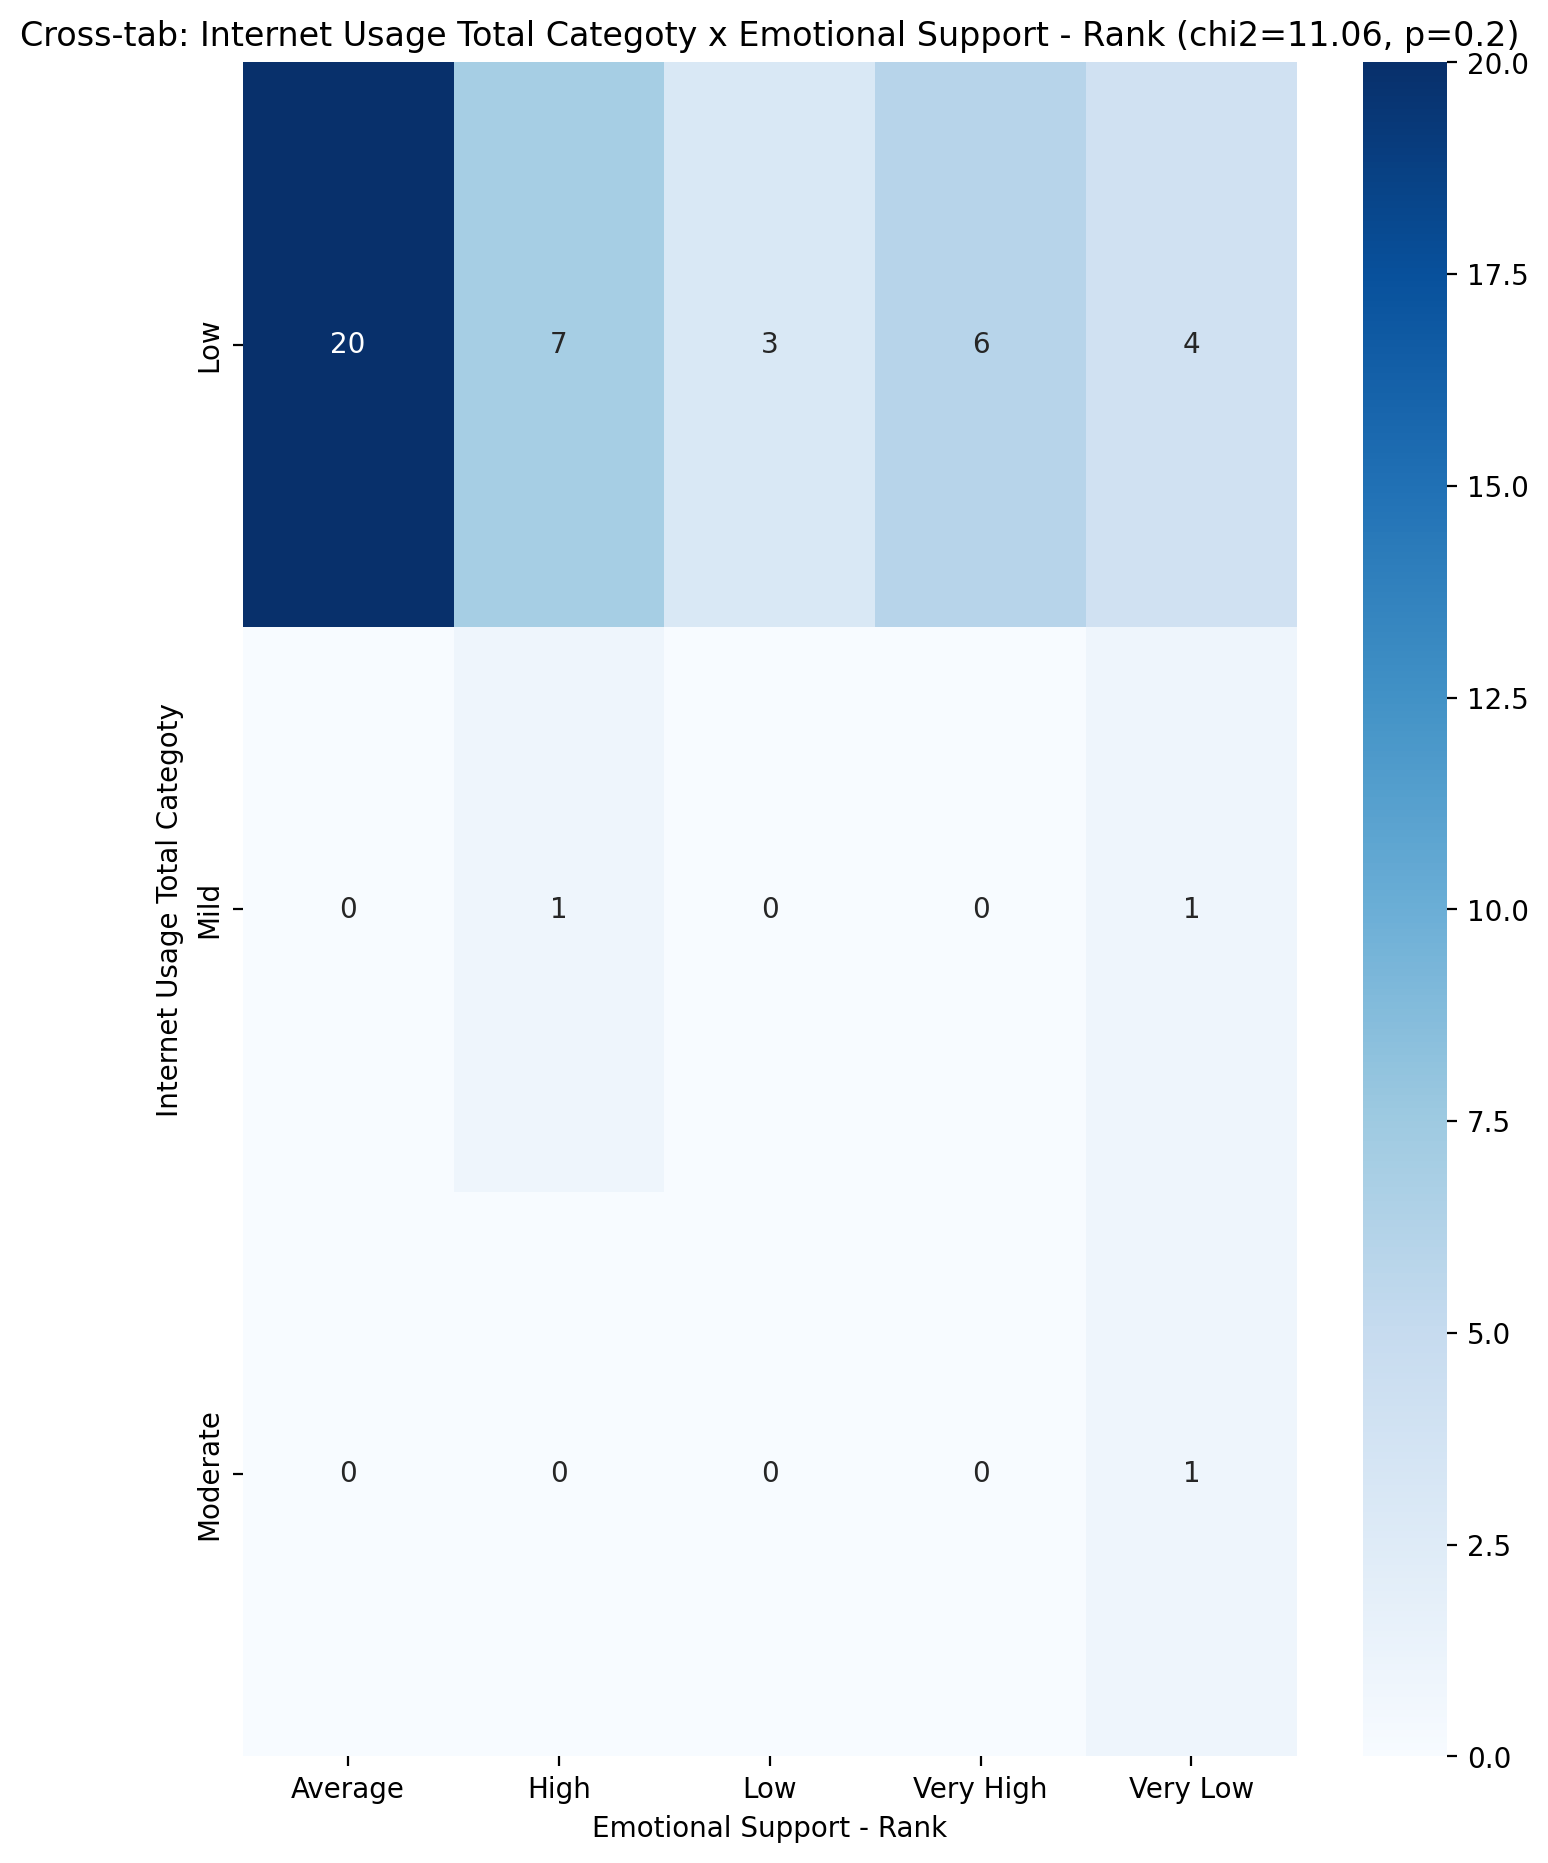 Cross-tab: Internet Usage Total Categoty x Emotional Support - Rank (chi2=11.06, p=0.2)
Internet Usage Total Categoty
Low
20 7 3 6 4
Mild
0 1 0 0 1
Moderate
0 0 0 0 1
Average High Low Very High Very Low
Emotional Support - Rank
20.0
17.5
15.0
12.5
10.0
7.5
5.0
2.5
0.0